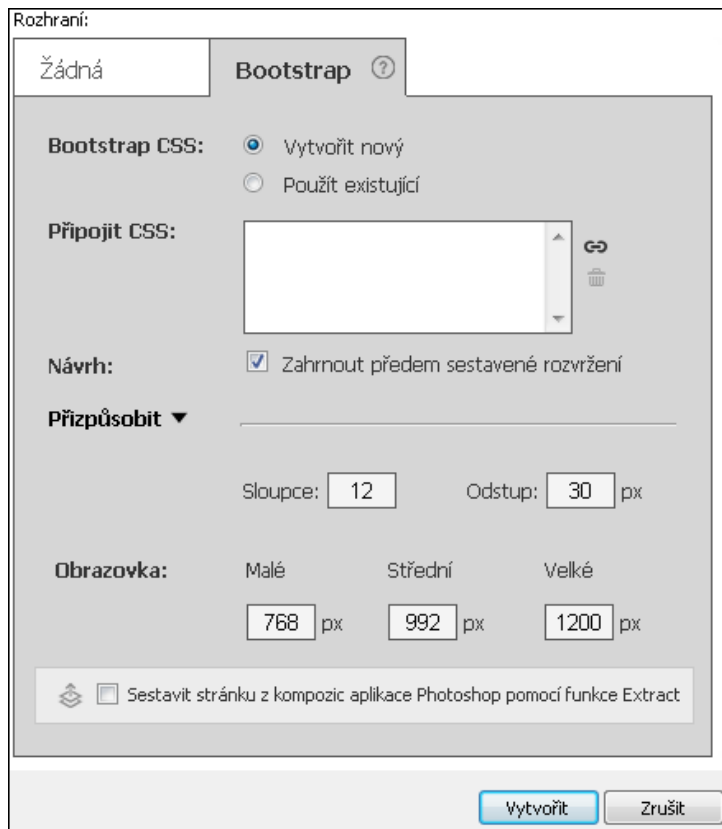 Rozhraní:
Žádná
Bootstrap ?
Bootstrap CSS: Vytvořit nový
Použít existující
Připojit CSS:
Návrh: Zahrnout předem sestavené rozvržení
Přizpůsobit
Sloupce: 12 Odstup: 30 px
Obrazovka: Malé Střední Velké
768 px 992 px 1200 px
Sestavit stránku z kompozic aplikace Photoshop pomocí funkce Extract
Vytvořit Zrušit